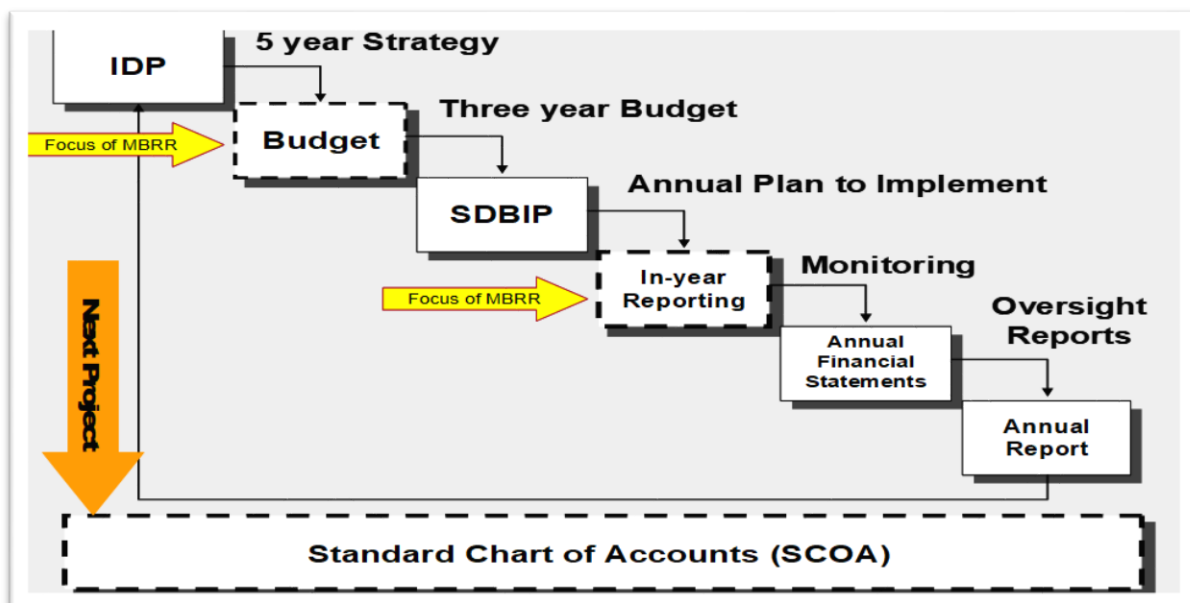 5 year Strategy
IDP
Three year Budget
Focus of MBRR
Budget
Annual Plan to Implement
SDBIP
Monitoring
In-year
Reporting
Focus of MBRR
Oversight
Reports
Annual
Financial
Statements
Next Project
Annual
Report
Standard Chart of Accounts (SCOA)